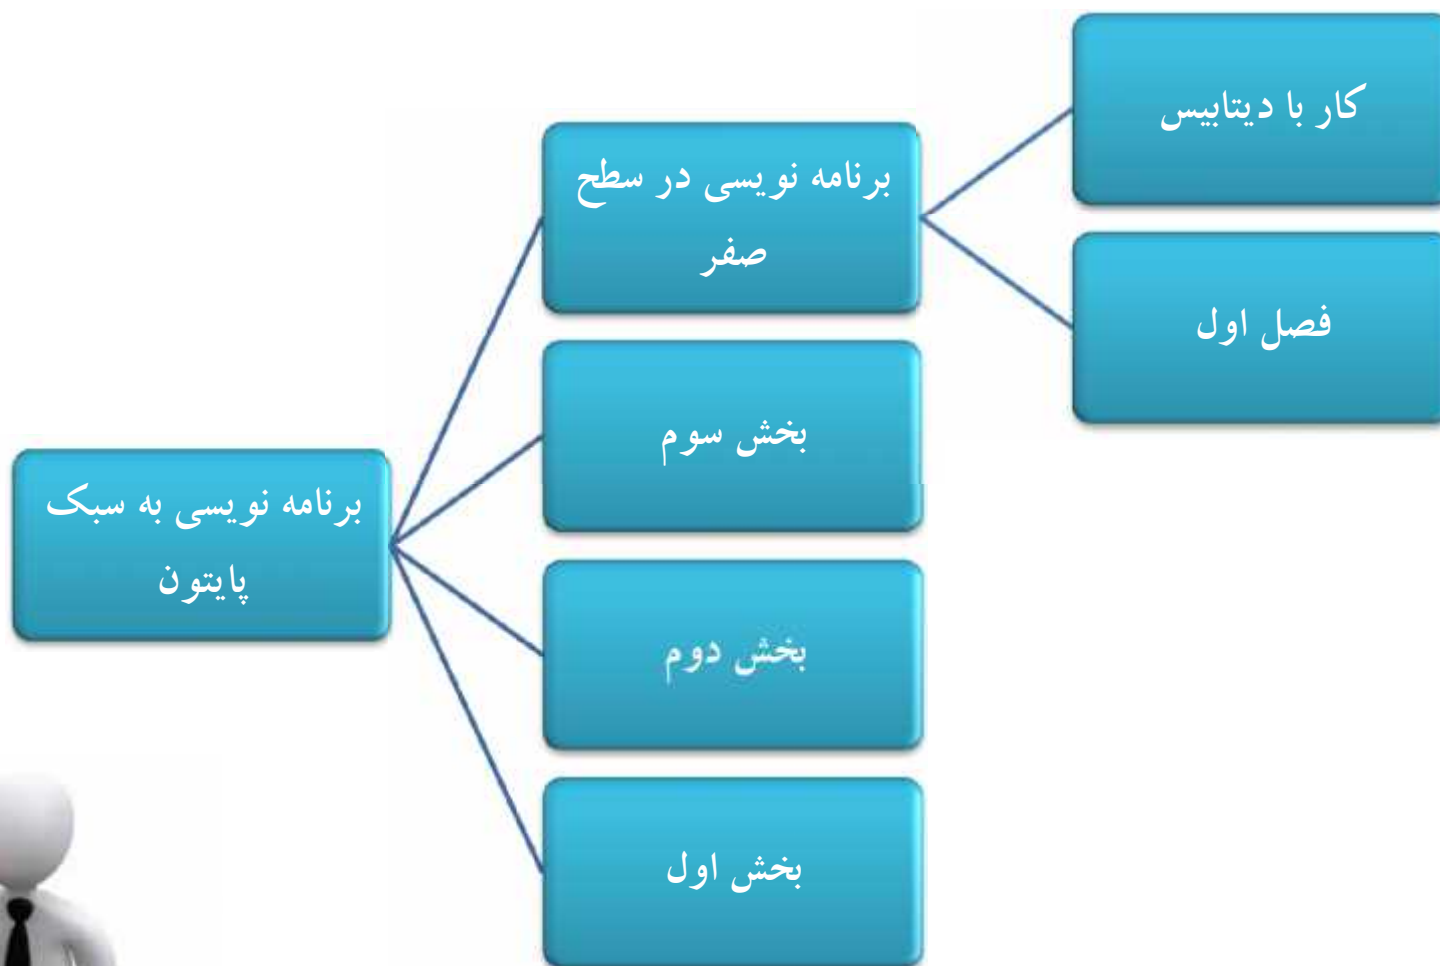 کار با دیتابیس
برنامه نویسی در سطح
صفر
فصل اول
بخش سوم
برنامه نویسی به سبک
پایتون
بخش دوم
بخش اول